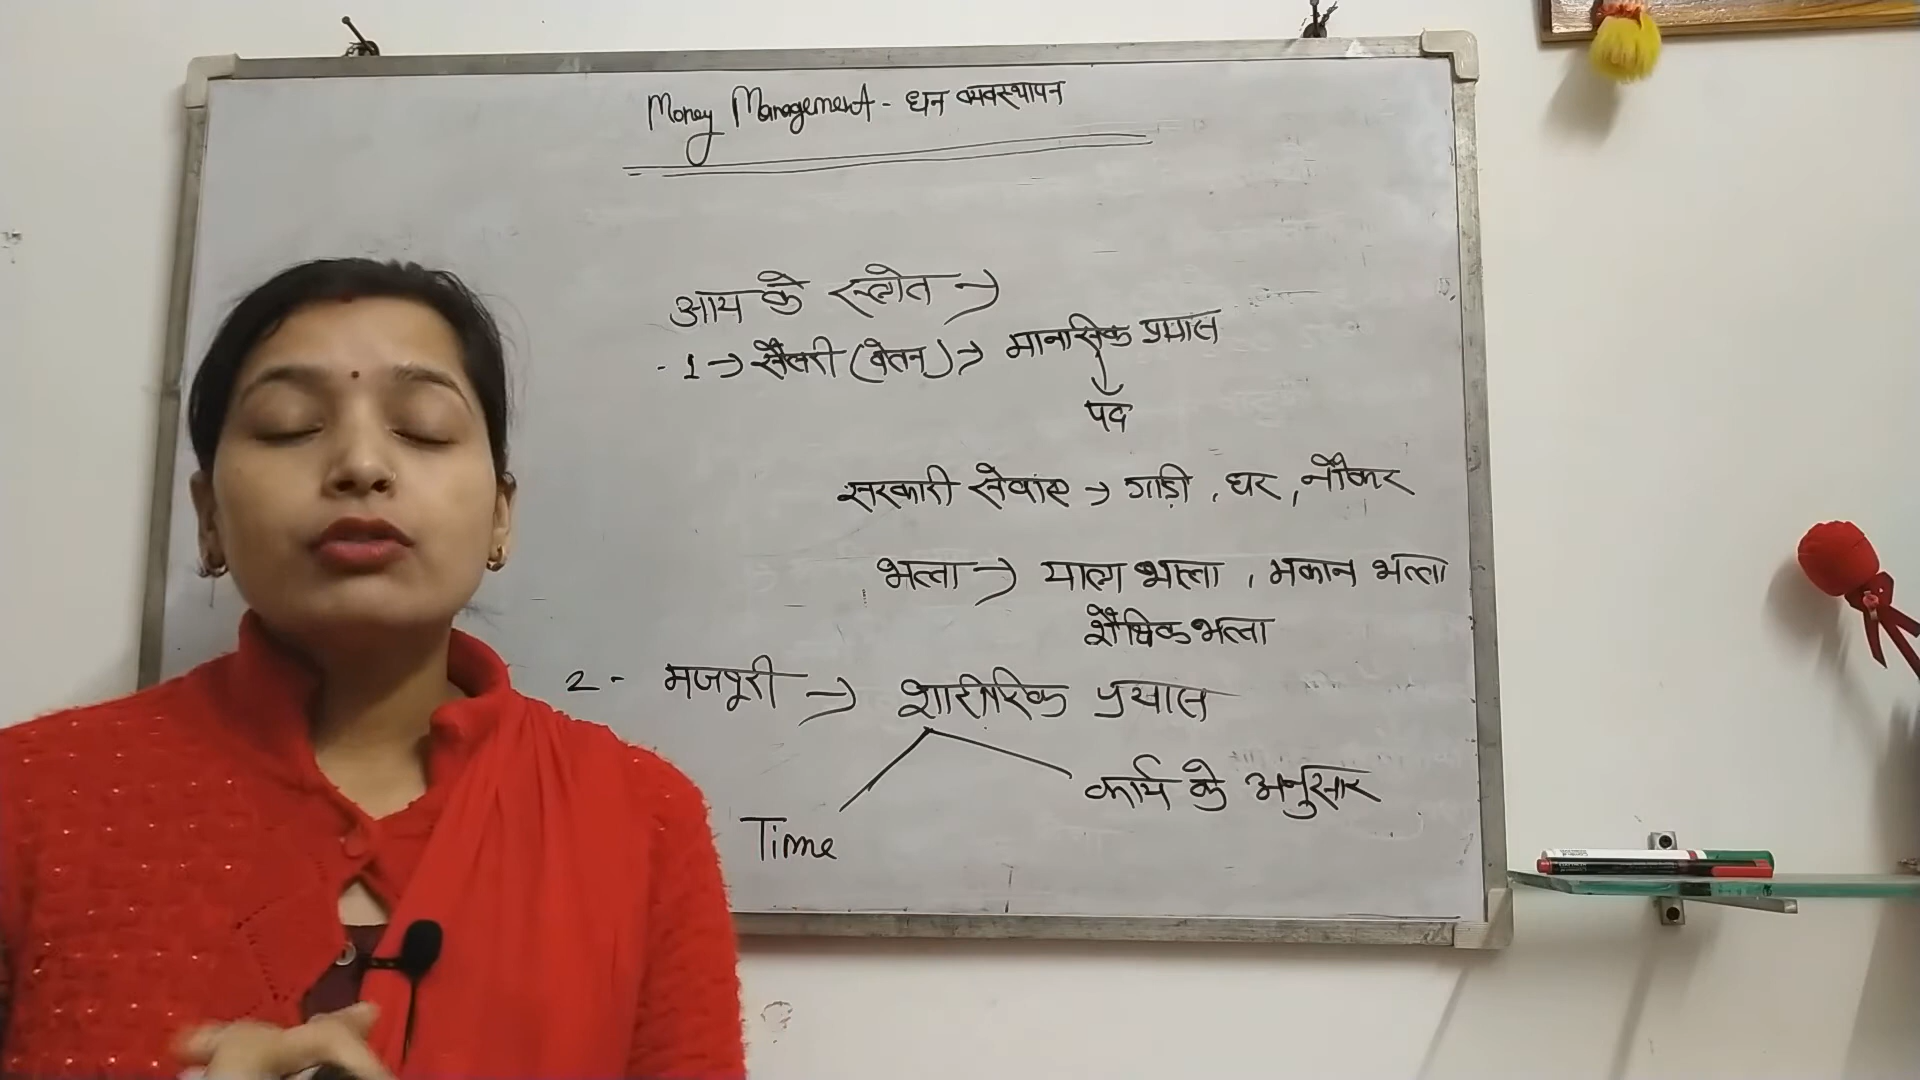 Money Management - धन व्यवस्थापन
आय के स्त्रोत →
1 → सैलरी (वेतन) → मानसिक प्रयास
पद
सरकारी सेवाएं → गाड़ी, घर, नौकर
भत्ता → यात्रा भत्ता, मकान भत्ता
शैक्षिक भत्ता
2 - मजदूरी → शारीरिक प्रयास
कार्य के अनुसार
Time